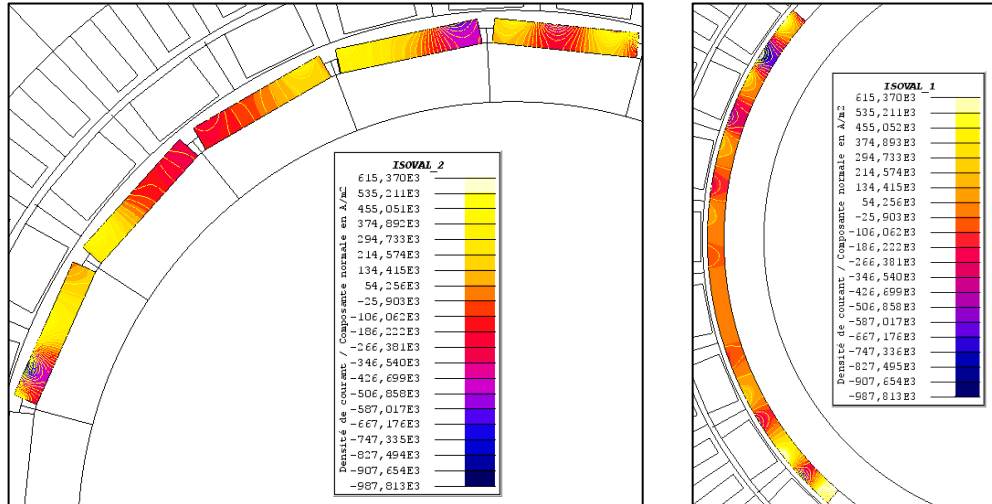 ISOVAL_2
615,370E3
535,211E3
455,051E3
374,892E3
294,733E3
214,574E3
134,415E3
54,256E3
-25,903E3
-106,062E3
-186,222E3
-266,381E3
-346,540E3
-426,699E3
-506,858E3
-587,017E3
-667,176E3
-747,335E3
-827,494E3
-907,654E3
-987,813E3
Densité de courant / Composante normale en A/m2
ISOVAL_1
615,370E3
535,211E3
455,052E3
374,893E3
294,733E3
214,574E3
134,415E3
54,256E3
-25,903E3
-106,062E3
-186,222E3
-266,381E3
-346,540E3
-426,699E3
-506,858E3
-587,017E3
-667,176E3
-747,336E3
-827,495E3
-907,654E3
-987,813E3
Densité de courant / Composante normale en A/m2